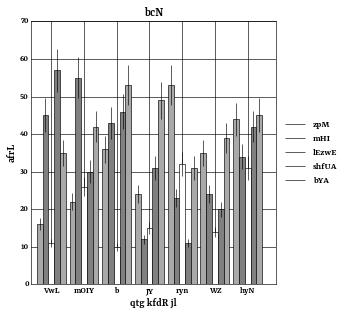 bcN
70
60
50
40
30
20
10
0
afrL
VwL m0IY b jY ryn WZ hyN
qtg kfdR jl
zpM
mHI
lEzwE
shfUA
bYA